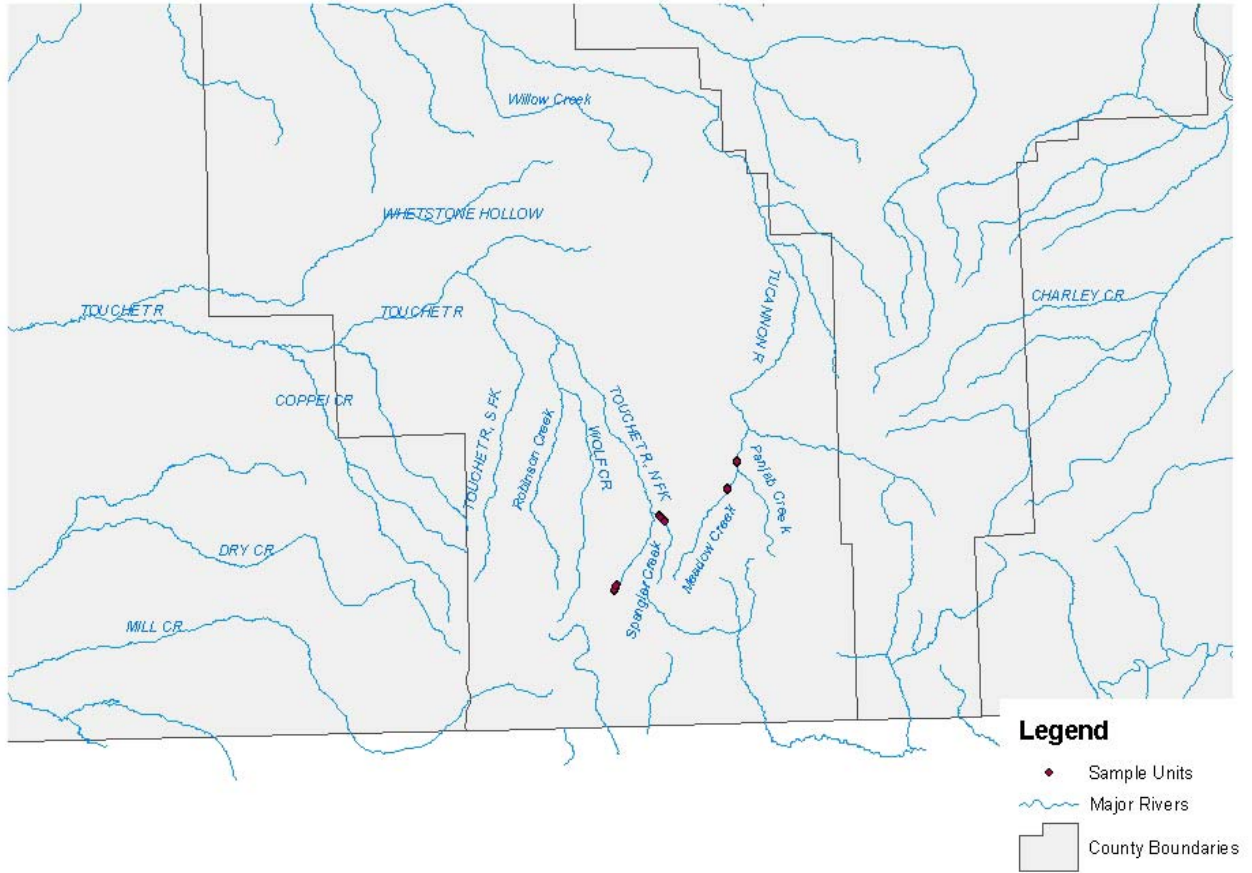 Willow Creek
WHETSTONE HOLLOW
TOUCHET R
TOUCHET R
TUCANNON R
CHARLEY CR
COPPEI CR
TOUCHET R, S FK
Robinson Creek
WOLF CR
TOUCHET R, N FK
Panjab Creek
Meadow Creek
Spangler Creek
DRY CR
MILL CR
Legend
Sample Units
Major Rivers
County Boundaries